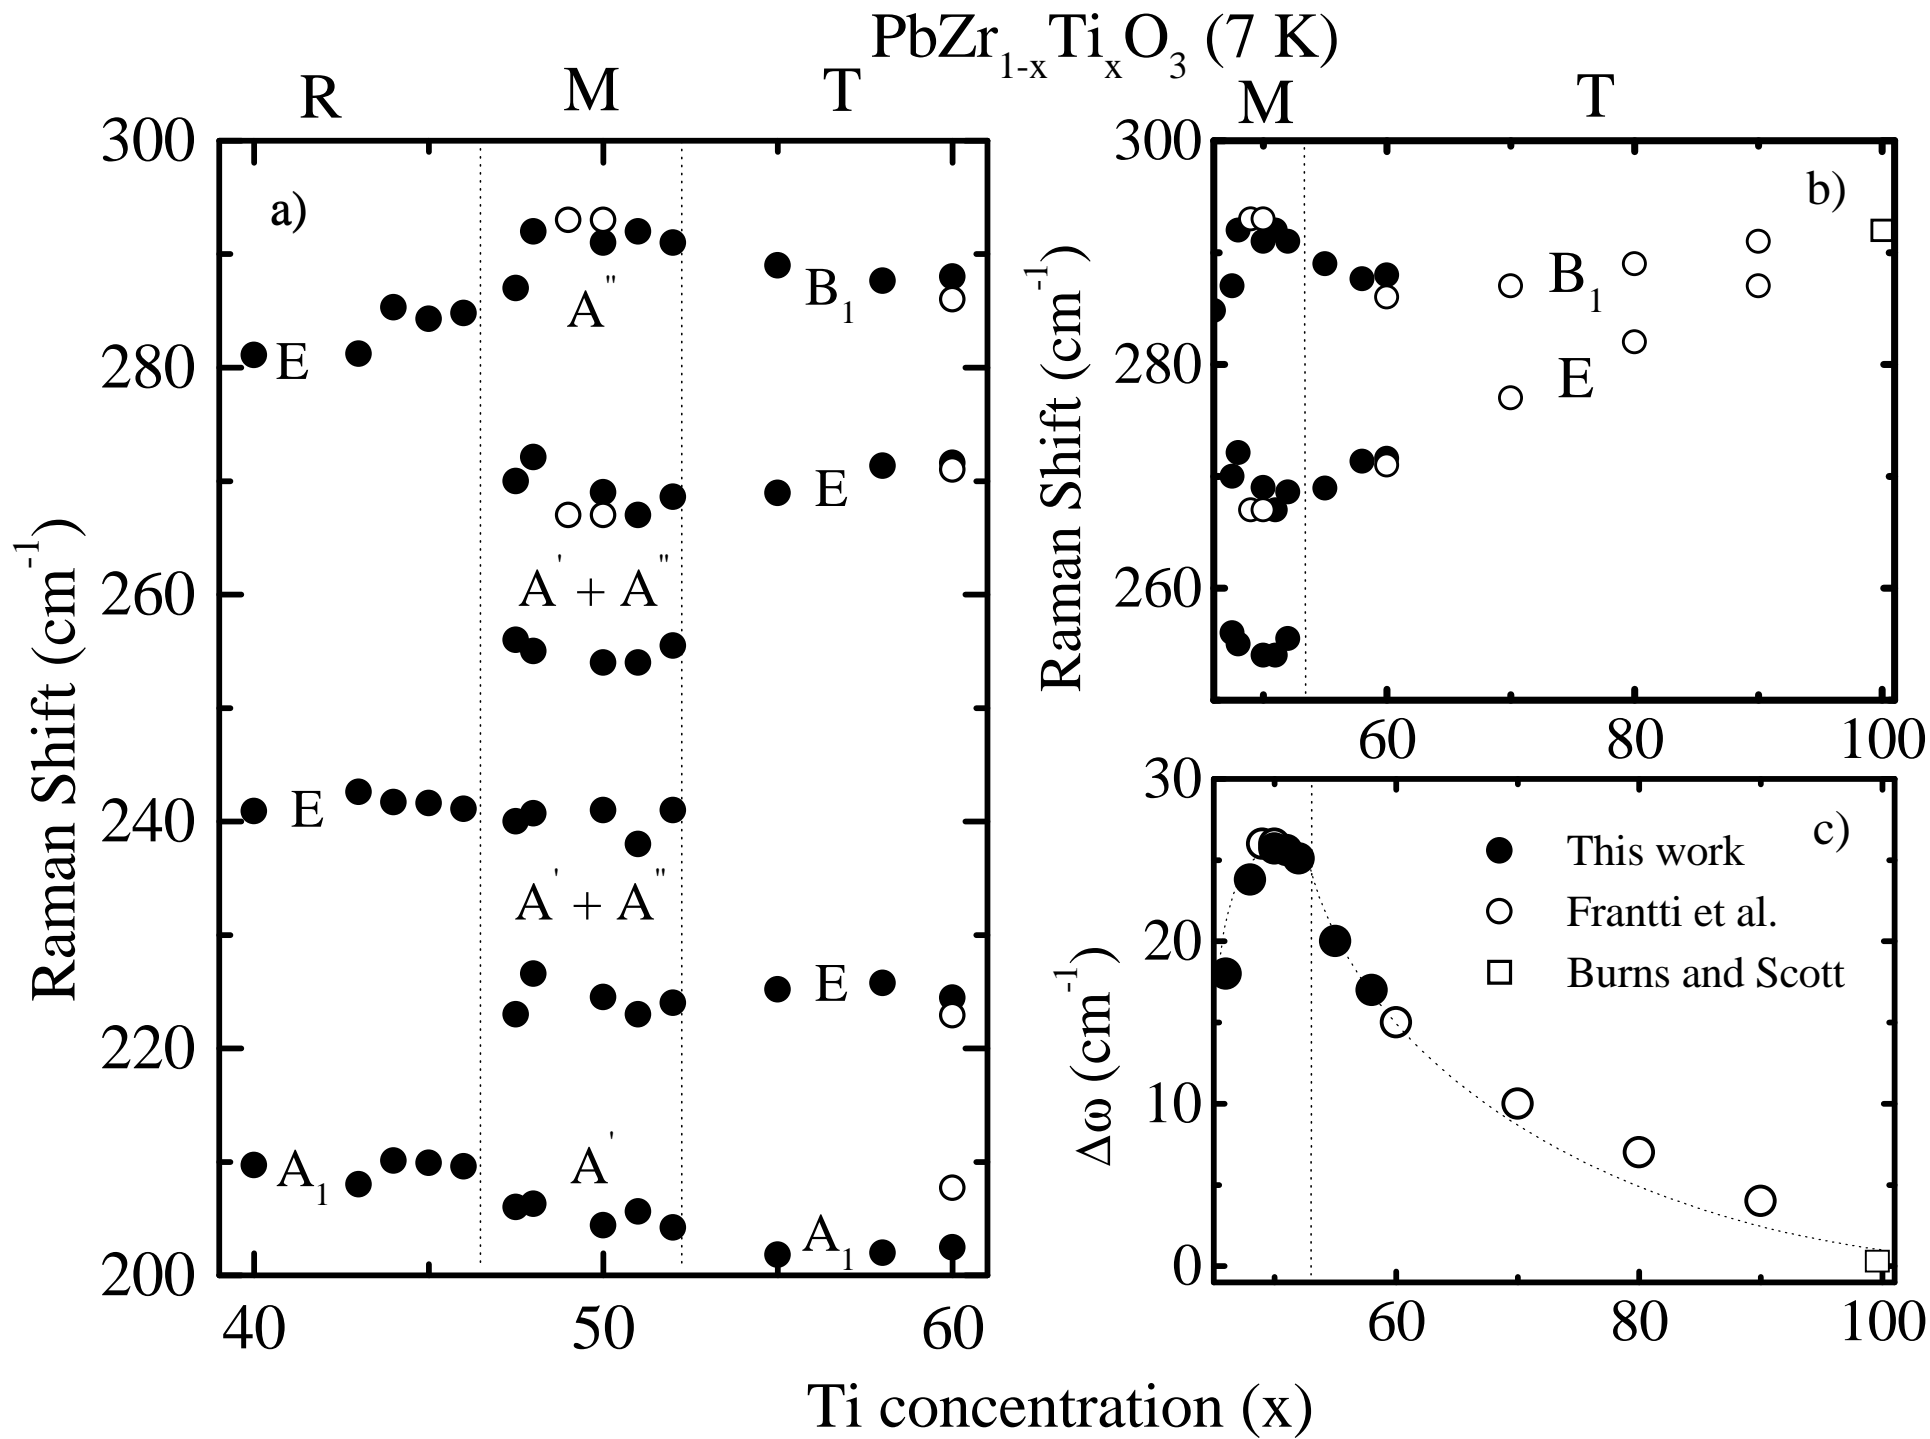 PbZr1-xTixO3 (7 K)
R M T
M T
300
280
260
240
220
200
40 50 60
Raman Shift (cm-1)
a)
A"
B1
E
E
A' + A"
E
A' + A"
E
A'
A1
A1
300
280
260
60 80 100
Raman Shift (cm-1)
b)
B1
E
30
20
10
0
60 80 100
Δω (cm-1)
c)
This work
Frantti et al.
Burns and Scott
Ti concentration (x)